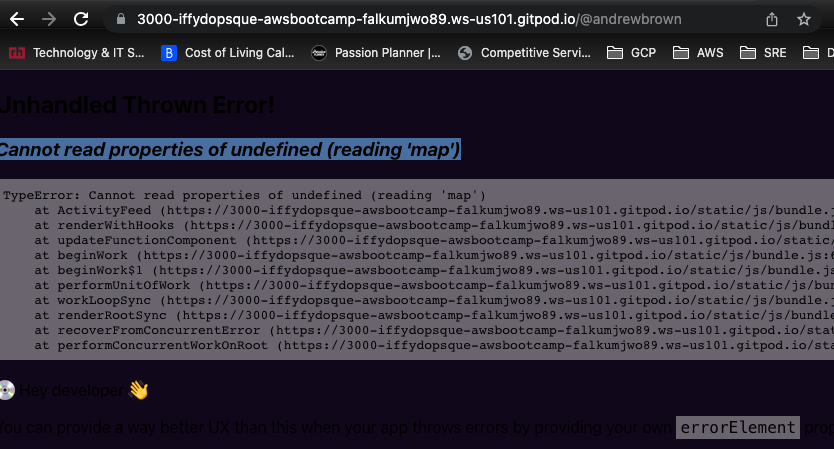 3000-iffydopsque-awsbootcamp-falkumjwo89.ws-us101.gitpod.io/@andrewbrown
rh Technology & IT S... B Cost of Living Cal... Passion Planner |... Competitive Servi... GCP AWS SRE D
Unhandled Thrown Error!
Cannot read properties of undefined (reading 'map')
TypeError: Cannot read properties of undefined (reading 'map')
at ActivityFeed (https://3000-iffydopsque-awsbootcamp-falkumjwo89.ws-us101.gitpod.io/static/js/bundle.j
at renderWithHooks (https://3000-iffydopsque-awsbootcamp-falkumjwo89.ws-us101.gitpod.io/static/js/bundl
at updateFunctionComponent (https://3000-iffydopsque-awsbootcamp-falkumjwo89.ws-us101.gitpod.io/static/
at beginWork (https://3000-iffydopsque-awsbootcamp-falkumjwo89.ws-us101.gitpod.io/static/js/bundle.js:6
at beginWork$1 (https://3000-iffydopsque-awsbootcamp-falkumjwo89.ws-us101.gitpod.io/static/js/bundle.js
at performUnitOfWork (https://3000-iffydopsque-awsbootcamp-falkumjwo89.ws-us101.gitpod.io/static/js/bun
at workLoopSync (https://3000-iffydopsque-awsbootcamp-falkumjwo89.ws-us101.gitpod.io/static/js/bundle.j
at renderRootSync (https://3000-iffydopsque-awsbootcamp-falkumjwo89.ws-us101.gitpod.io/static/js/bundle
at recoverFromConcurrentError (https://3000-iffydopsque-awsbootcamp-falkumjwo89.ws-us101.gitpod.io/stat
at performConcurrentWorkOnRoot (https://3000-iffydopsque-awsbootcamp-falkumjwo89.ws-us101.gitpod.io/sta
💿 Hey developer 👋
You can provide a way better UX than this when your app throws errors by providing your own errorElement prop